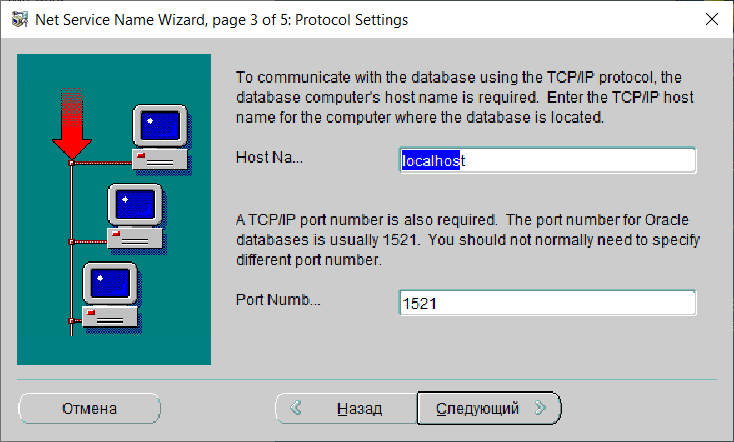 Net Service Name Wizard, page 3 of 5: Protocol Settings
To communicate with the database using the TCP/IP protocol, the
database computer's host name is required. Enter the TCP/IP host
name for the computer where the database is located.
Host Na... localhost
A TCP/IP port number is also required. The port number for Oracle
databases is usually 1521. You should not normally need to specify
different port number.
Port Numb... 1521
Отмена Назад Следующий